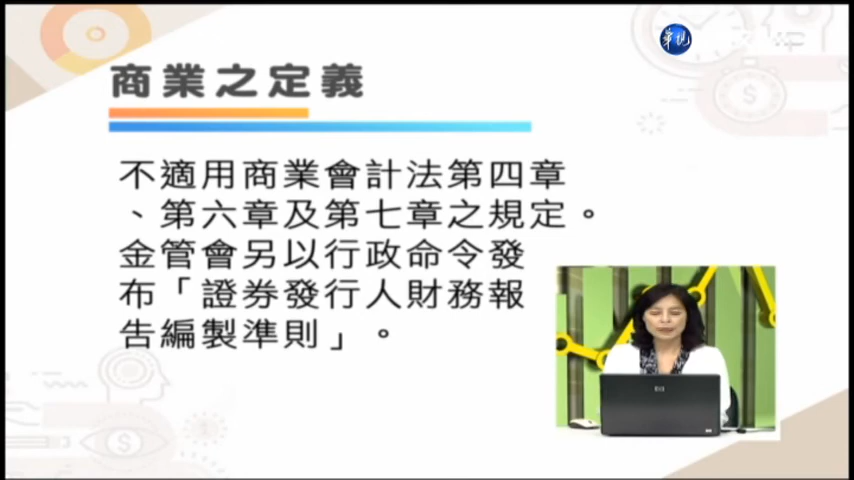 華視
商業之定義
不適用商業會計法第四章
、第六章及第七章之規定。
金管會另以行政命令發
布「證券發行人財務報
告編製準則」。
hp